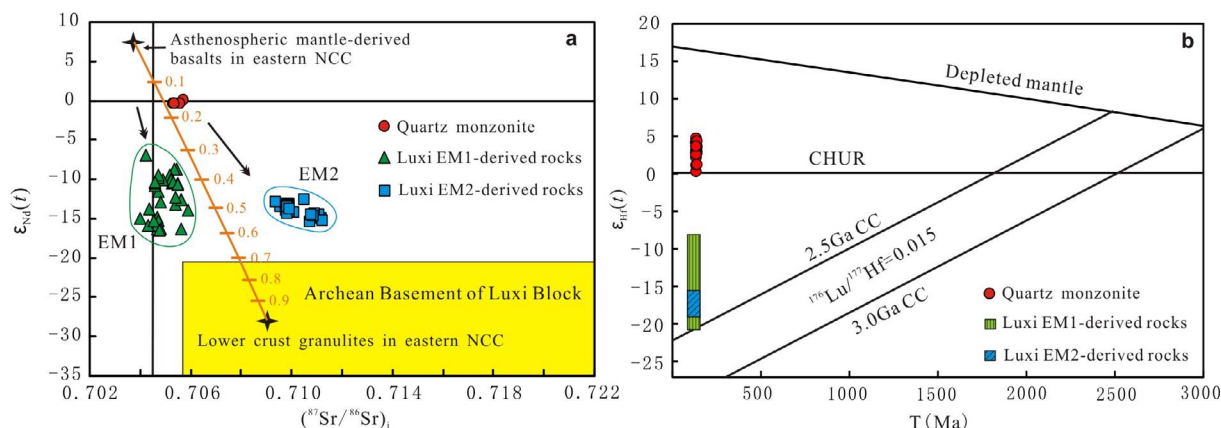 a
10
5
0
-5
-10
-15
-20
-25
-30
-35
εNd(t)
Asthenospheric mantle-derived
basalts in eastern NCC
0.1
0.2
0.3
0.4
0.5
0.6
0.7
0.8
0.9
Quartz monzonite
Luxi EM1-derived rocks
Luxi EM2-derived rocks
EM2
EM1
Archean Basement of Luxi Block
Lower crust granulites in eastern NCC
0.702 0.706 0.710 0.714 0.718 0.722
(⁸⁷Sr/⁸⁶Sr)i
b
20
15
10
5
0
-5
-10
-15
-20
-25
εHf(t)
Depleted mantle
CHUR
2.5Ga CC
¹⁷⁶Lu/¹⁷⁷Hf=0.015
3.0Ga CC
Quartz monzonite
Luxi EM1-derived rocks
Luxi EM2-derived rocks
500 1000 1500 2000 2500 3000
T(Ma)